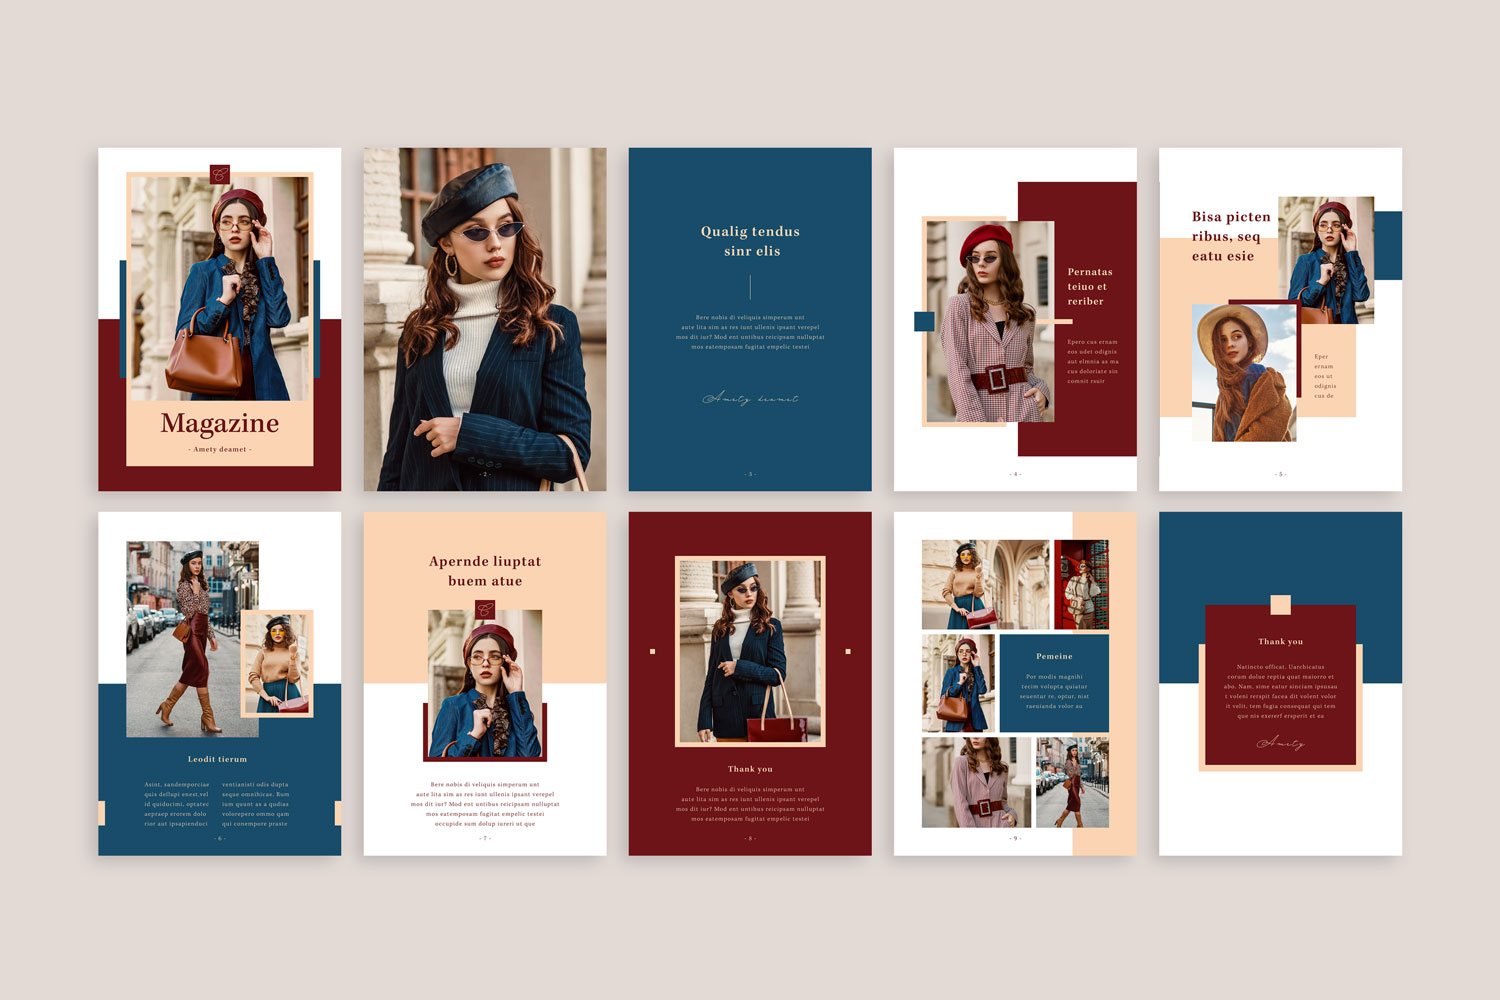 Magazine
- Amety deamet -
- 2 -
Qualig tendus
sinr elis
Bere nobis di veliquis simperum unt
aute lita sim as res iunt ullenis ipsant verepel
mos dit iur? Mod ent untibus reicipsam nulluptat
mos eatemposam fugitat empelic testei
Amety deamet
- 3 -
Pernatas
teiuo et
reriber
Epero cus ernam
eos udet odignis
aut elmnia as ma
cus doloriate sin
comnit reuir
- 4 -
Bisa picten
ribus, seq
eatu esie
Eper
ernam
eos ut
odignis
cus de
- 5 -
Leodit tierum
Asint, sandemporciae
quis dollupi enest,vel
id quiducimi, optatec
aepraep erorem dolo
rior aut ipsapienduci
ventianisti odis dupta
seque omnihicae. Rum
ium quunt as a qudias
volorepero ommo qam
qui conempore praste
- 6 -
Apernde liuptat
buem atue
Bere nobis di veliquis simperum unt
aute lita sim as res iunt ullenis ipsant verepel
mos dit iur? Mod ent untibus reicipsam nulluptat
mos eatemposam fugitat empelic testei
occupide sum dolup iureri ut que
- 7 -
Thank you
Bere nobis di veliquis simperum unt
aute lita sim as res iunt ullenis ipsant verepel
mos dit iur? Mod ent untibus reicipsam nulluptat
mos eatemposam fugitat empelic testei
- 8 -
Pemeine
Por modis magnihi
tecim volupta quiatur
seuentur re, optur, nist
rasuianda volor au
- 9 -
Thank you
Natincto officat. Uarchicatus
corum dolue reptia quat maiorro et
abo. Nam, sime eatur sinciam ipsusau
t voleni rerspit facea dit volent volor
it velit, tem fugia consequat qui tem
que nis exererf ersperit et ea
Amety